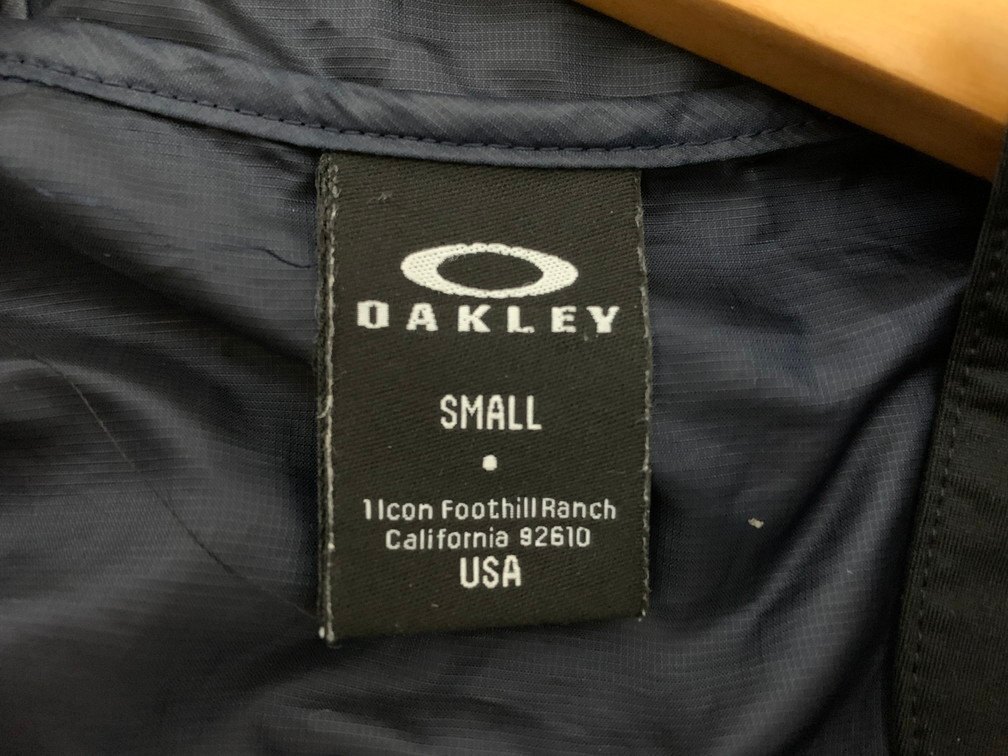 OAKLEY
SMALL
1 Icon Foothill Ranch
California 92610
USA